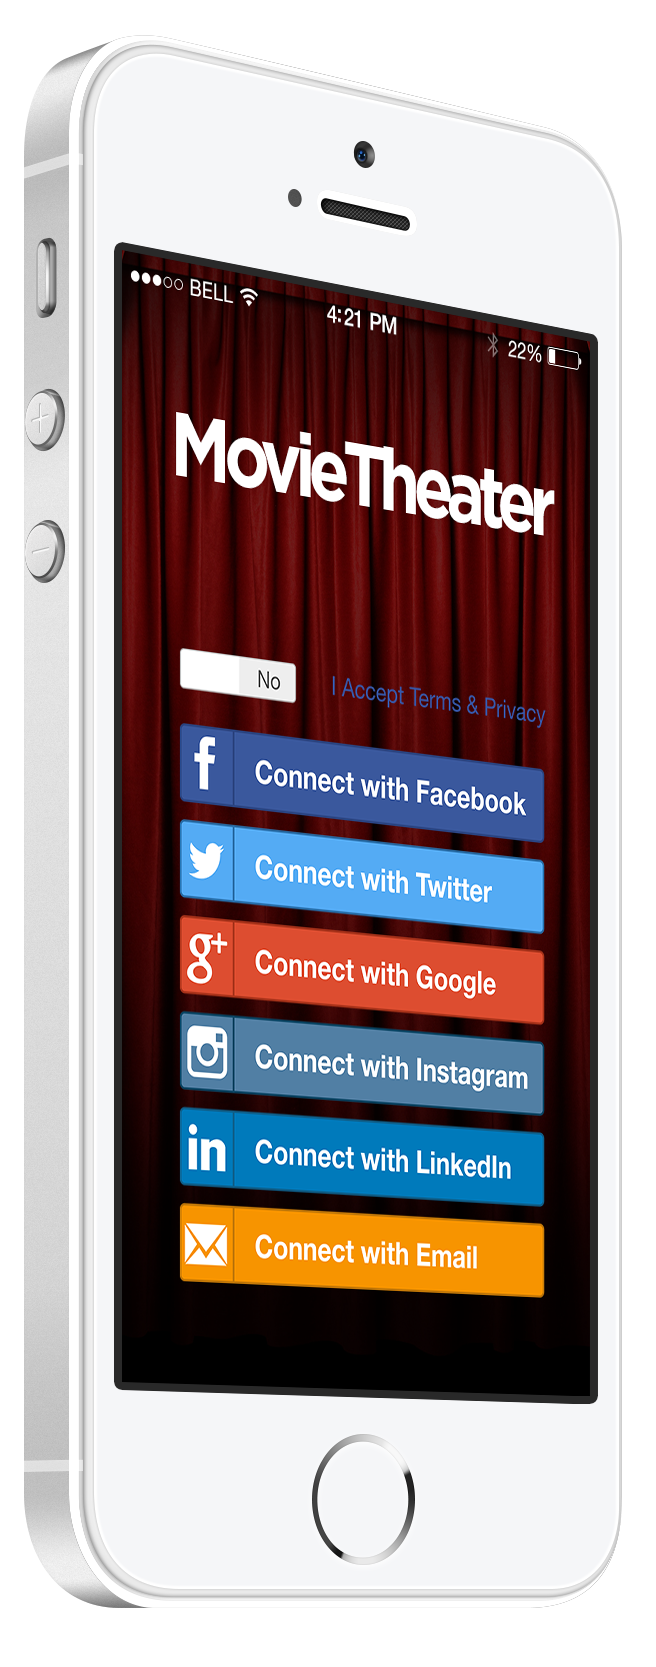 BELL 4:21 PM 22%
MovieTheater
No I Accept Terms & Privacy
f Connect with Facebook
Connect with Twitter
g+ Connect with Google
Connect with Instagram
in Connect with LinkedIn
Connect with Email